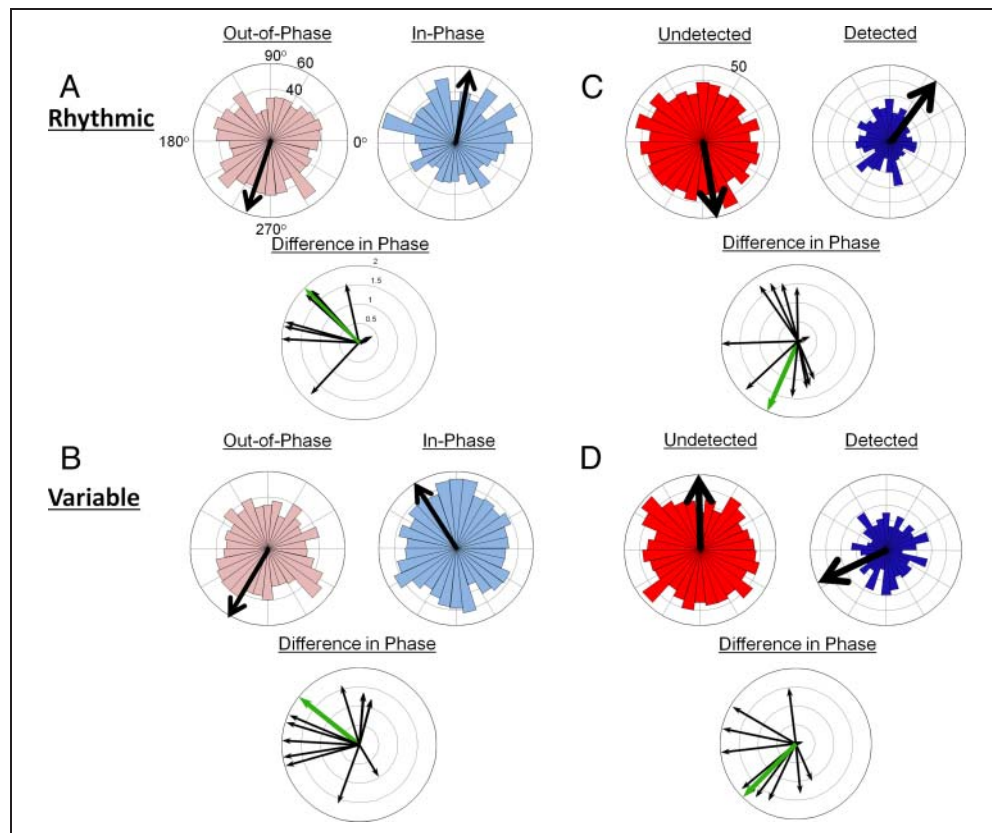 Out-of-Phase In-Phase
A
90° 60
40
Rhythmic
180° 0°
270°
Difference in Phase
2
1.5
1
0.5
Undetected Detected
C
50
Difference in Phase
B
Out-of-Phase In-Phase
Variable
Difference in Phase
D
Undetected Detected
Difference in Phase